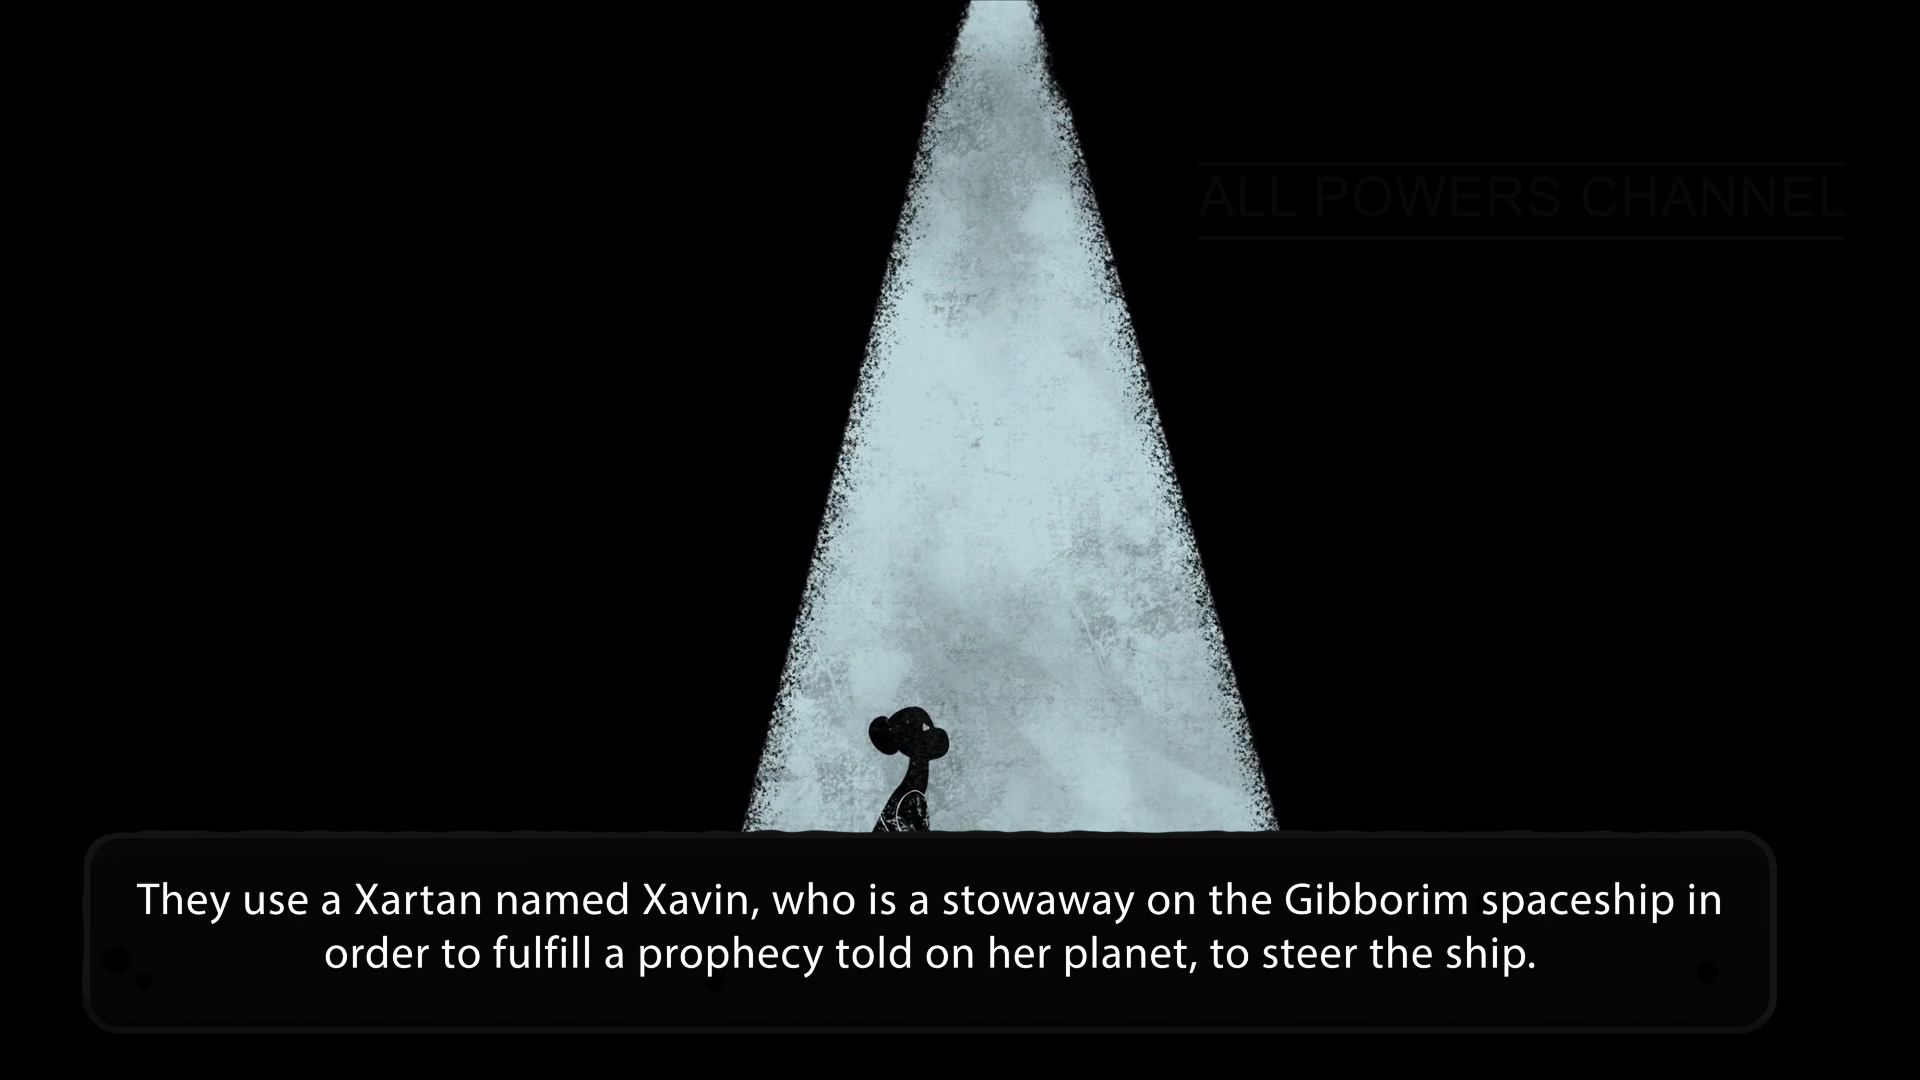 ALL POWERS CHANNEL
They use a Xartan named Xavin, who is a stowaway on the Gibborim spaceship in
order to fulfill a prophecy told on her planet, to steer the ship.